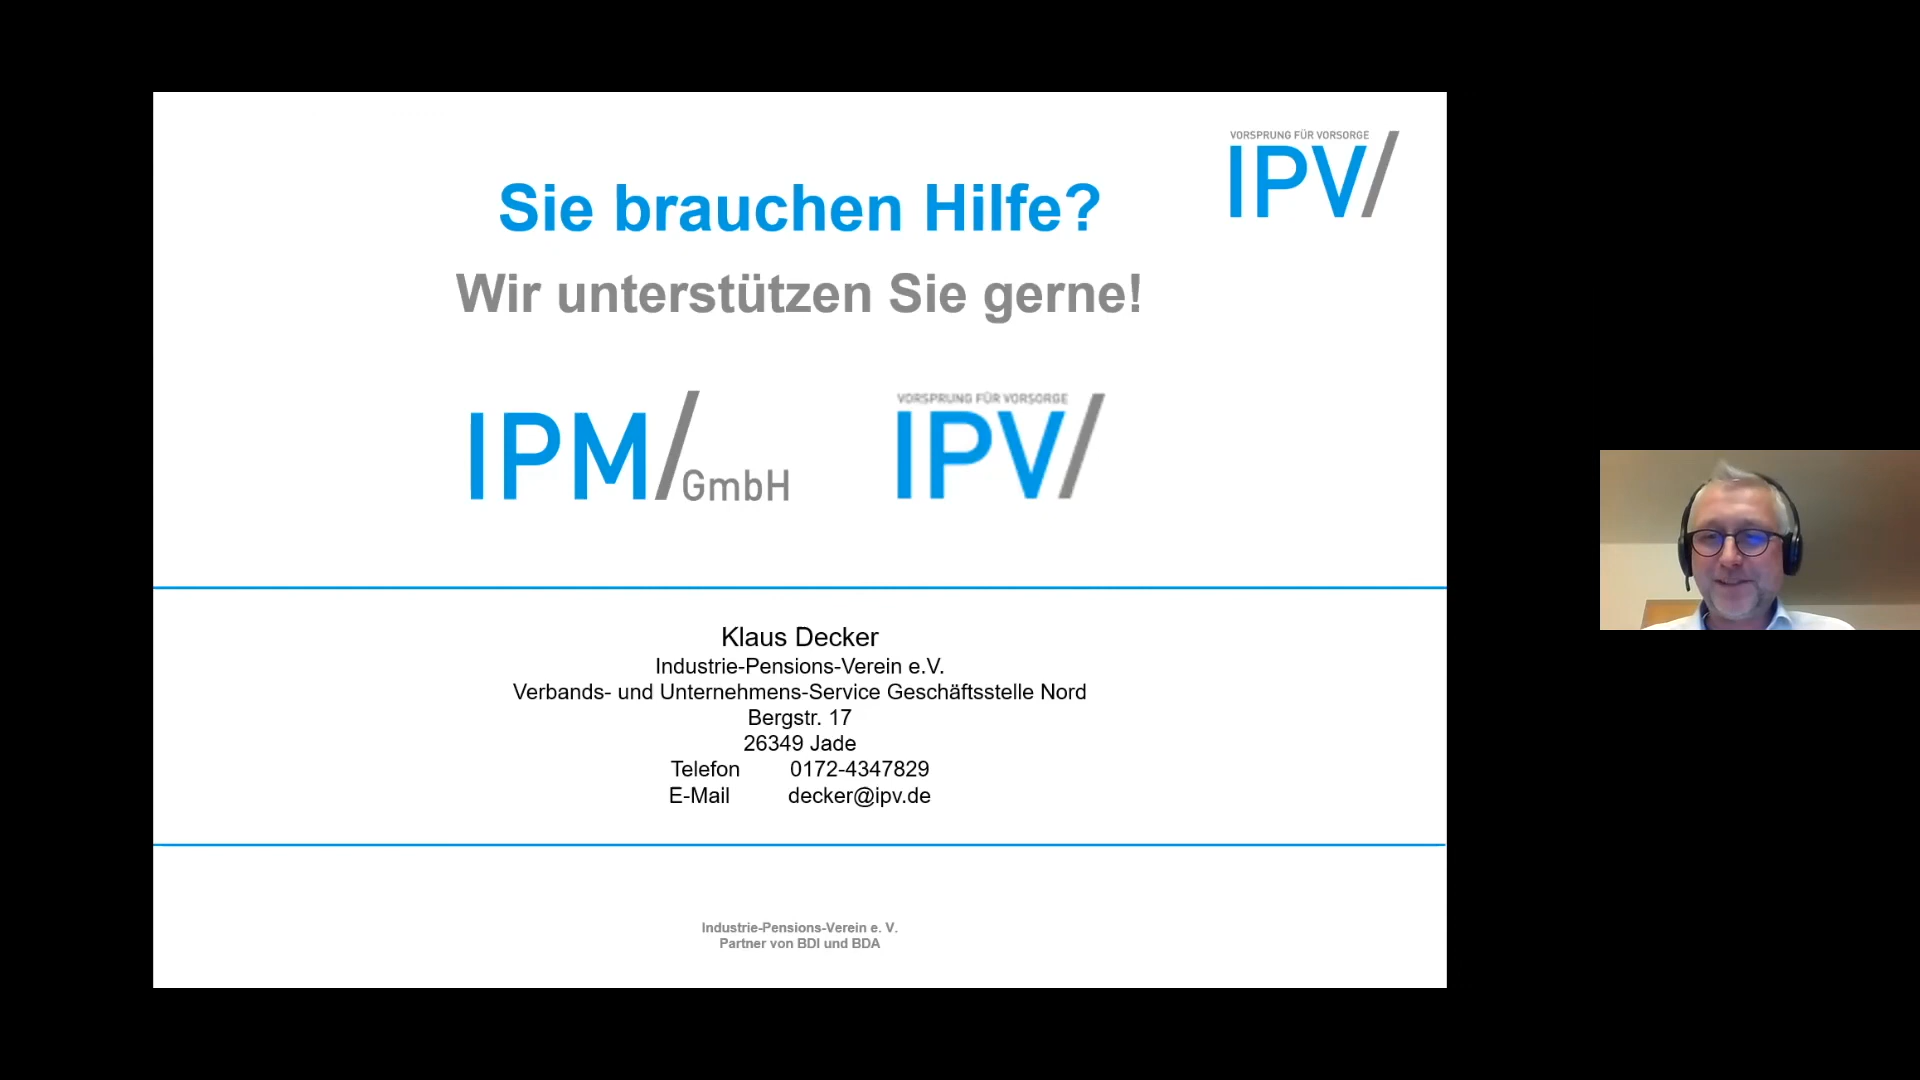 VORSPRUNG FÜR VORSORGE
IPV/
Sie brauchen Hilfe?
Wir unterstützen Sie gerne!
IPM/GmbH
VORSPRUNG FÜR VORSORGE
IPV/
Klaus Decker
Industrie-Pensions-Verein e.V.
Verbands- und Unternehmens-Service Geschäftsstelle Nord
Bergstr. 17
26349 Jade
Telefon 0172-4347829
E-Mail decker@ipv.de
Industrie-Pensions-Verein e. V.
Partner von BDI und BDA